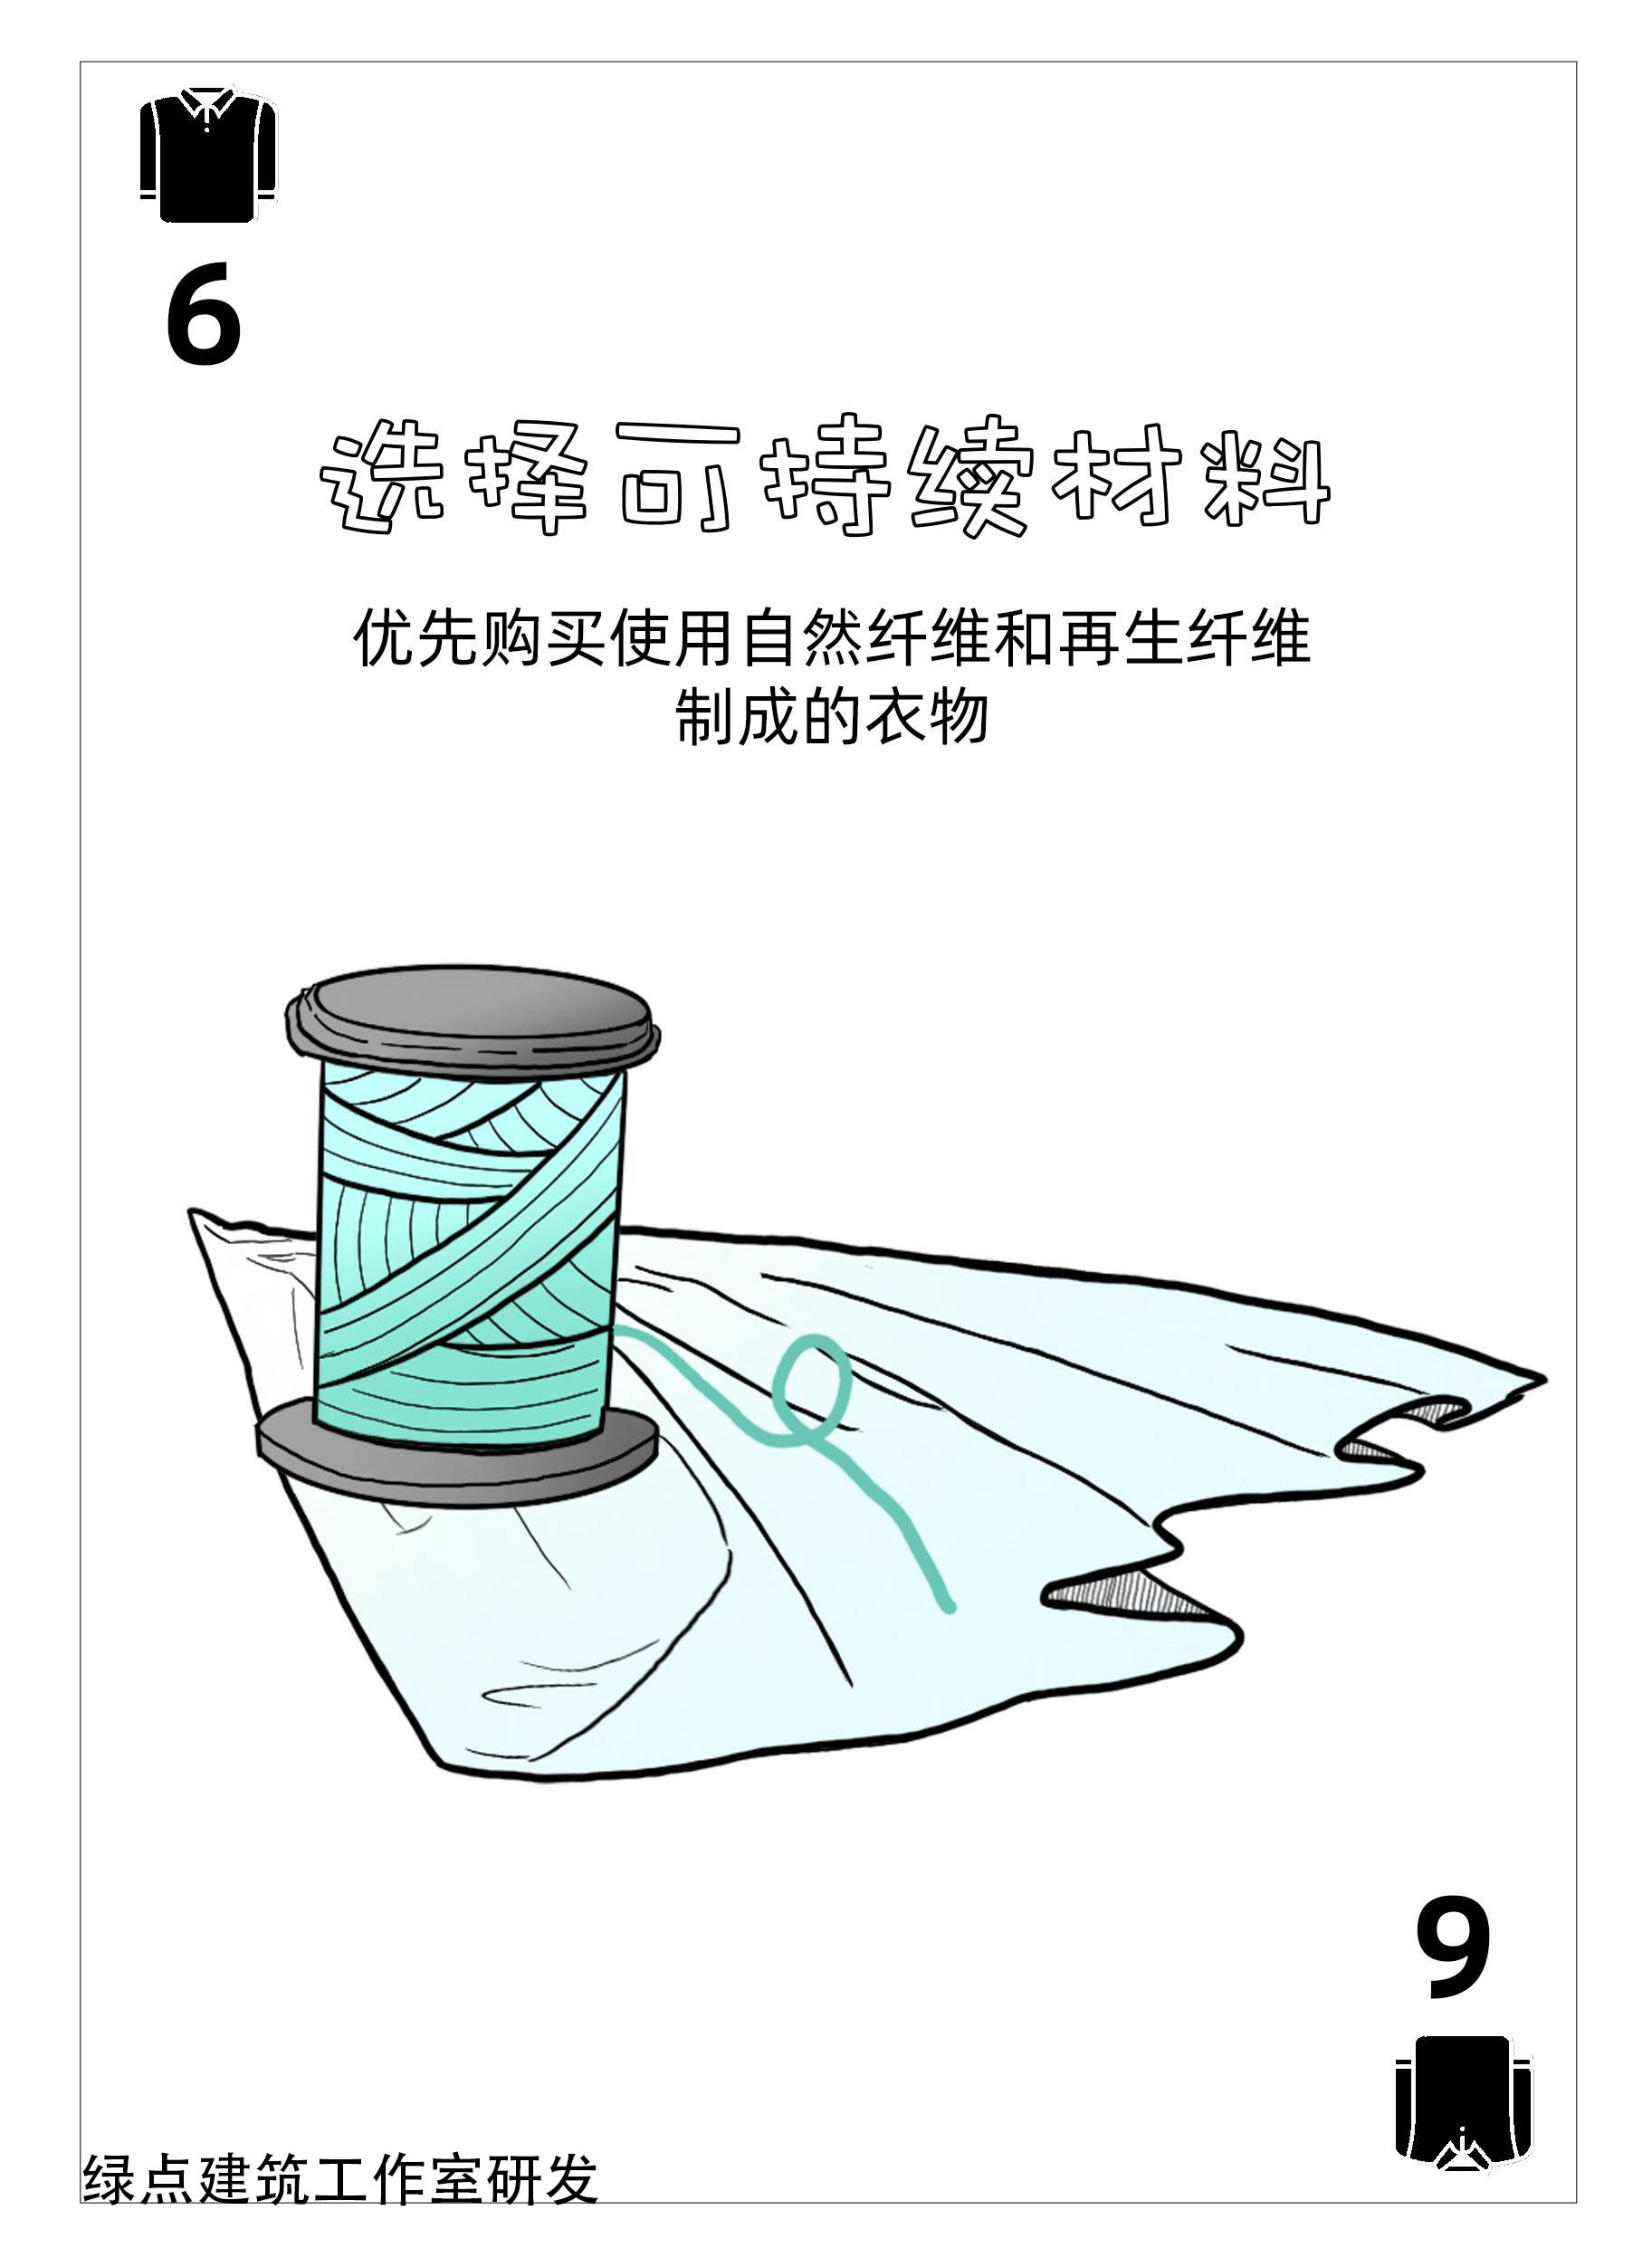 6
选择可持续材料
优先购买使用自然纤维和再生纤维
制成的衣物
6
绿点建筑工作室研发